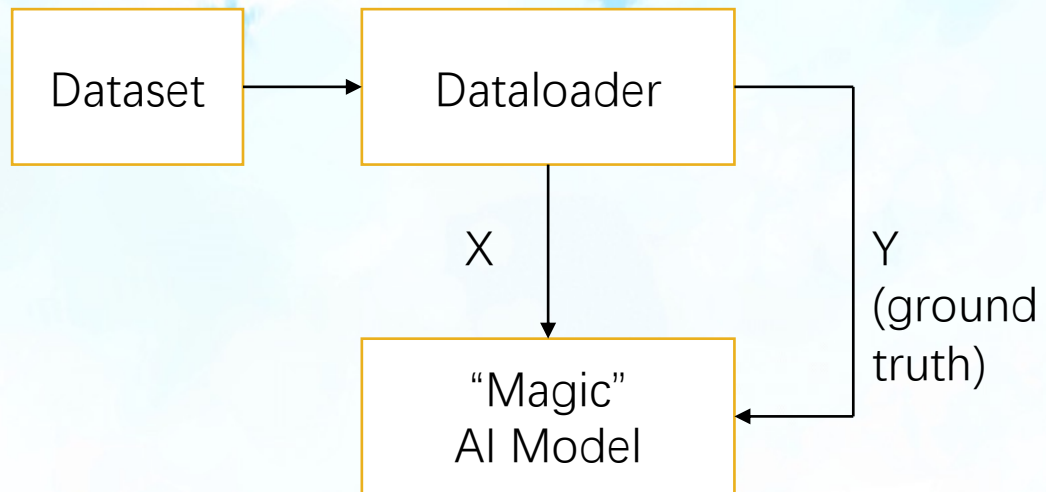 Dataset
Dataloader
X
Y
(ground
truth)
“Magic”
AI Model